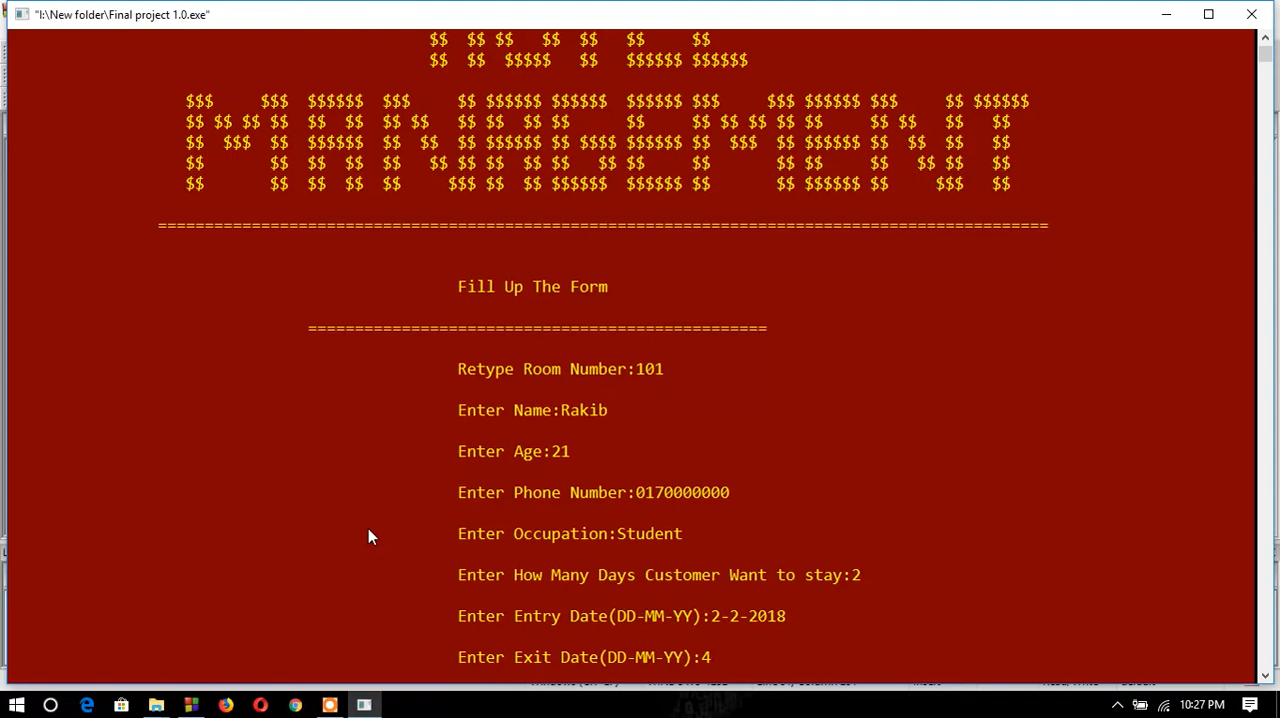 "I:\New folder\Final project 1.0.exe"
MANAGEMENT
=================================================================================================
Fill Up The Form
=================================================
Retype Room Number:101
Enter Name:Rakib
Enter Age:21
Enter Phone Number:0170000000
Enter Occupation:Student
Enter How Many Days Customer Want to stay:2
Enter Entry Date(DD-MM-YY):2-2-2018
Enter Exit Date(DD-MM-YY):4
10:27 PM